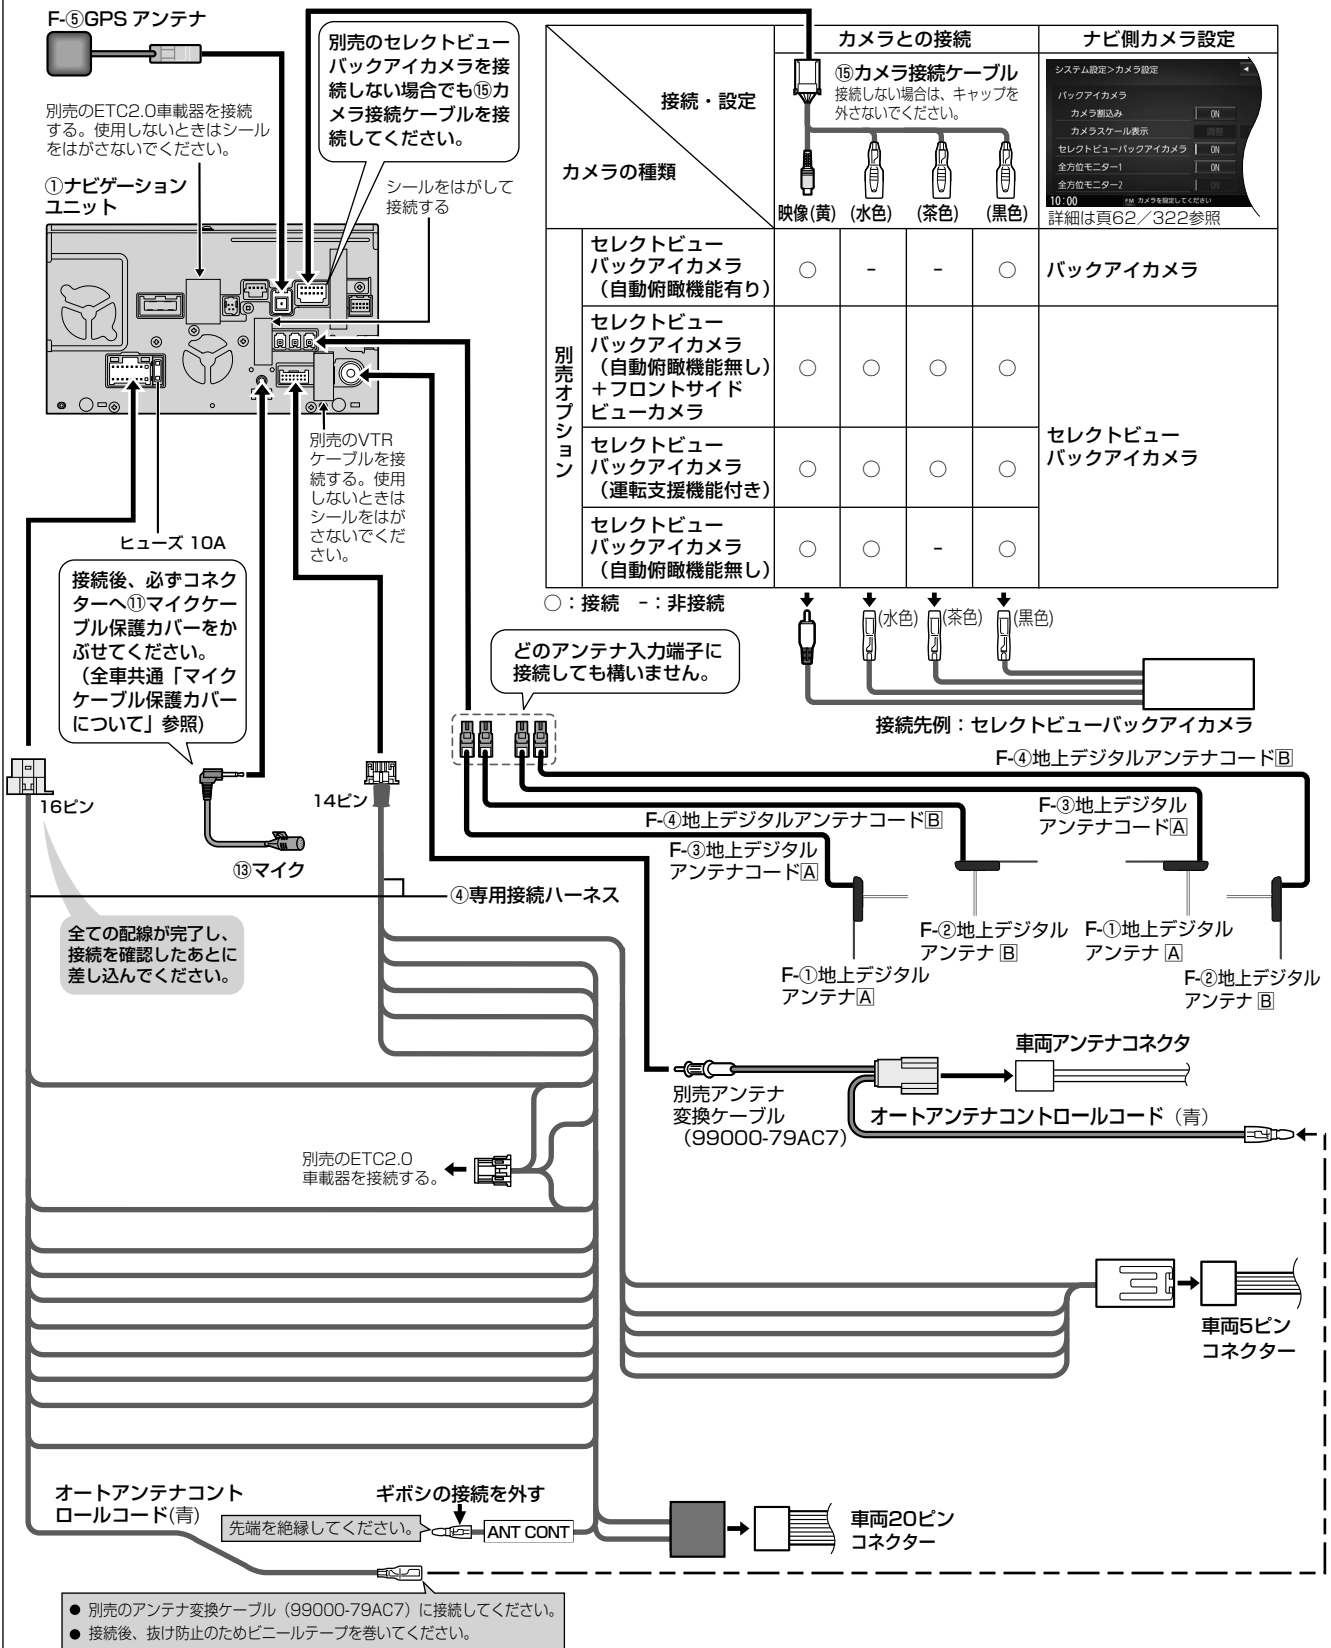 F-⑤GPS アンテナ
別売のETC2.0車載器を接続
する。使用しないときはシール
をはがさないでください。
①ナビゲーション
ユニット
別売のセレクトビュー
バックアイカメラを接
続しない場合でも⑮カ
メラ接続ケーブルを接
続してください。
シールをはがして
接続する
カメラとの接続
ナビ側カメラ設定
接続・設定
カメラの種類
⑮カメラ接続ケーブル
接続しない場合は、キャップを
外さないでください。
映像(黄)
(水色)
(茶色)
(黒色)
システム設定>カメラ設定
バックアイカメラ
カメラ割込み ON
カメラスケール表示 調整
セレクトビューバックアイカメラ ON
全方位モニター1 ON
全方位モニター2 ON
10:00 FM カメラを設定してください
詳細は頁62／322参照
別売オプション
セレクトビュー
バックアイカメラ
（自動俯瞰機能有り）
○ - - ○
バックアイカメラ
セレクトビュー
バックアイカメラ
（自動俯瞰機能無し）
＋フロントサイド
ビューカメラ
○ ○ ○ ○
セレクトビュー
バックアイカメラ
セレクトビュー
バックアイカメラ
（運転支援機能付き）
○ ○ ○ ○
セレクトビュー
バックアイカメラ
（自動俯瞰機能無し）
○ ○ - ○
○：接続 -：非接続
(水色)
(茶色)
(黒色)
接続先例：セレクトビューバックアイカメラ
別売のVTR
ケーブルを接
続する。使用
しないときは
シールをはが
さないでくだ
さい。
ヒューズ 10A
接続後、必ずコネク
ターへ⑪マイクケー
ブル保護カバーをか
ぶせてください。
（全車共通「マイク
ケーブル保護カバー
について」参照)
どのアンテナ入力端子に
接続しても構いません。
16ピン
⑬マイク
14ピン
④専用接続ハーネス
全ての配線が完了し、
接続を確認したあとに
差し込んでください。
F-④地上デジタルアンテナコードB
F-③地上デジタル
アンテナコードA
F-④地上デジタルアンテナコードB
F-③地上デジタル
アンテナコードA
F-②地上デジタル
アンテナ B
F-①地上デジタル
アンテナ A
F-①地上デジタル
アンテナA
F-②地上デジタル
アンテナ B
車両アンテナコネクタ
別売アンテナ
変換ケーブル
（99000-79AC7）
オートアンテナコントロールコード（青）
別売のETC2.0
車載器を接続する。
車両5ピン
コネクター
オートアンテナコント
ロールコード(青)
ギボシの接続を外す
先端を絶縁してください。
ANT CONT
車両20ピン
コネクター
● 別売のアンテナ変換ケーブル（99000-79AC7）に接続してください。
● 接続後、抜け防止のためビニールテープを巻いてください。